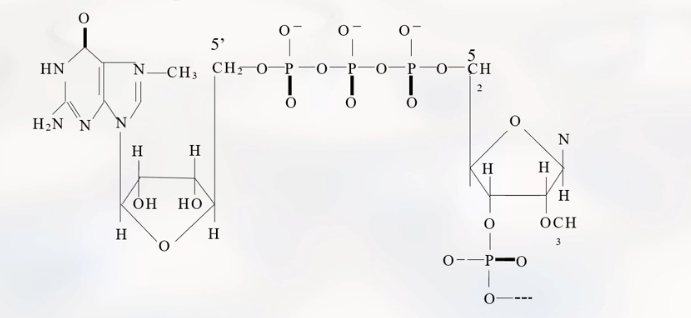 O O⁻ O⁻ O⁻
5’ 5
HN N CH₃ CH₂ O P O P O P O CH
2
O O O
H₂N N N O N
H H H H
OH HO H
O OCH
3
H H
O
O P O
O